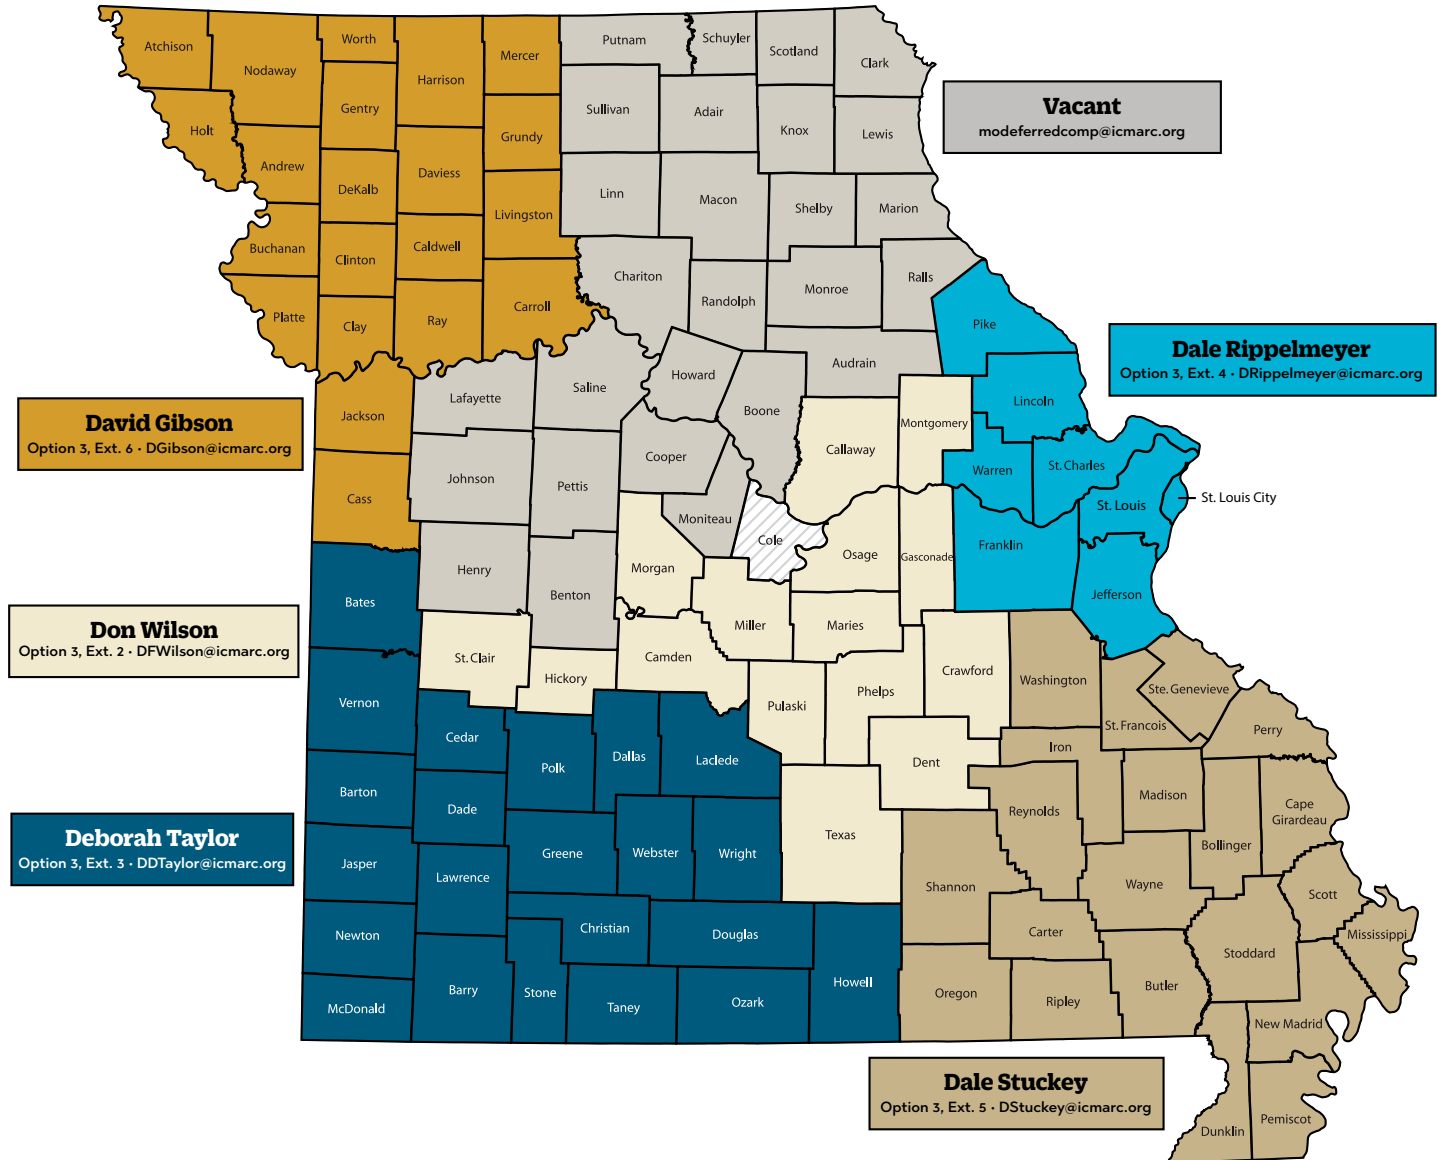 Atchison
Nodaway
Worth
Harrison
Mercer
Putnam
Schuyler
Scotland
Clark
Holt
Gentry
Grundy
Sullivan
Adair
Knox
Lewis
Andrew
DeKalb
Daviess
Livingston
Linn
Macon
Shelby
Marion
Buchanan
Clinton
Caldwell
Chariton
Randolph
Monroe
Ralls
Platte
Clay
Ray
Carroll
Audrain
Pike
Jackson
Lafayette
Saline
Howard
Boone
Callaway
Montgomery
Lincoln
Cass
Johnson
Pettis
Cooper
Moniteau
Cole
Warren
St. Charles
St. Louis
St. Louis City
Henry
Benton
Morgan
Osage
Gasconade
Franklin
Jefferson
Bates
Miller
Maries
St. Clair
Hickory
Camden
Pulaski
Phelps
Crawford
Washington
Ste. Genevieve
St. Francois
Perry
Vernon
Cedar
Polk
Dallas
Laclede
Dent
Iron
Barton
Dade
Reynolds
Madison
Cape
Girardeau
Bollinger
Texas
Jasper
Lawrence
Greene
Webster
Wright
Shannon
Wayne
Scott
Mississippi
Newton
Christian
Douglas
Carter
Stoddard
McDonald
Barry
Stone
Taney
Ozark
Howell
Oregon
Ripley
Butler
New Madrid
Dunklin
Pemiscot
Vacant
modeferredcomp@icmarc.org
Dale Rippelmeyer
Option 3, Ext. 4 · DRippelmeyer@icmarc.org
David Gibson
Option 3, Ext. 6 · DGibson@icmarc.org
Don Wilson
Option 3, Ext. 2 · DFWilson@icmarc.org
Deborah Taylor
Option 3, Ext. 3 · DDTaylor@icmarc.org
Dale Stuckey
Option 3, Ext. 5 · DStuckey@icmarc.org